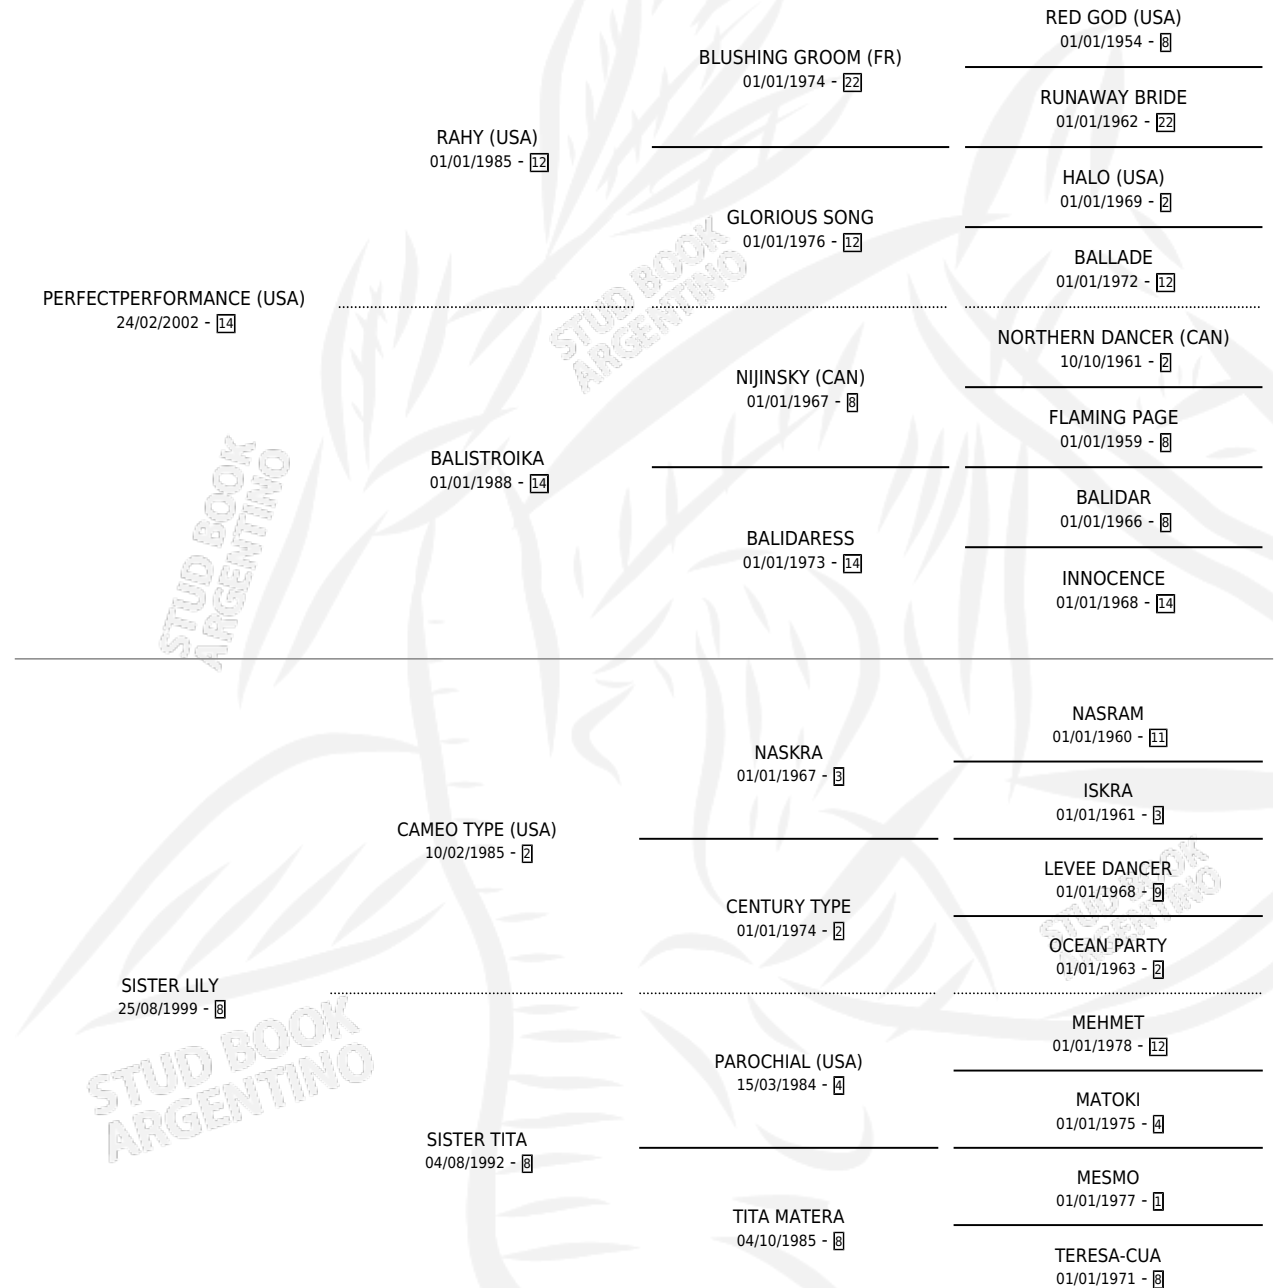 RED GOD (USA)
01/01/1954 - 8
BLUSHING GROOM (FR)
01/01/1974 - 22
RUNAWAY BRIDE
01/01/1962 - 22
RAHY (USA)
01/01/1985 - 12
HALO (USA)
01/01/1969 - 2
GLORIOUS SONG
01/01/1976 - 12
BALLADE
01/01/1972 - 12
PERFECTPERFORMANCE (USA)
24/02/2002 - 14
NORTHERN DANCER (CAN)
10/10/1961 - 2
NIJINSKY (CAN)
01/01/1967 - 8
FLAMING PAGE
01/01/1959 - 8
BALISTROIKA
01/01/1988 - 14
BALIDAR
01/01/1966 - 8
BALIDARESS
01/01/1973 - 14
INNOCENCE
01/01/1968 - 14
NASRAM
01/01/1960 - 11
NASKRA
01/01/1967 - 3
ISKRA
01/01/1961 - 3
CAMEO TYPE (USA)
10/02/1985 - 2
LEVEE DANCER
01/01/1968 - 9
CENTURY TYPE
01/01/1974 - 2
OCEAN PARTY
01/01/1963 - 2
SISTER LILY
25/08/1999 - 8
MEHMET
01/01/1978 - 12
PAROCHIAL (USA)
15/03/1984 - 4
MATOKI
01/01/1975 - 4
SISTER TITA
04/08/1992 - 8
MESMO
01/01/1977 - 1
TITA MATERA
04/10/1985 - 8
TERESA-CUA
01/01/1971 - 8
STUD BOOK
ARGENTINO
STUD BOOK
ARGENTINO
STUD BOOK
ARGENTINO
STUD BOOK
ARGENTINO